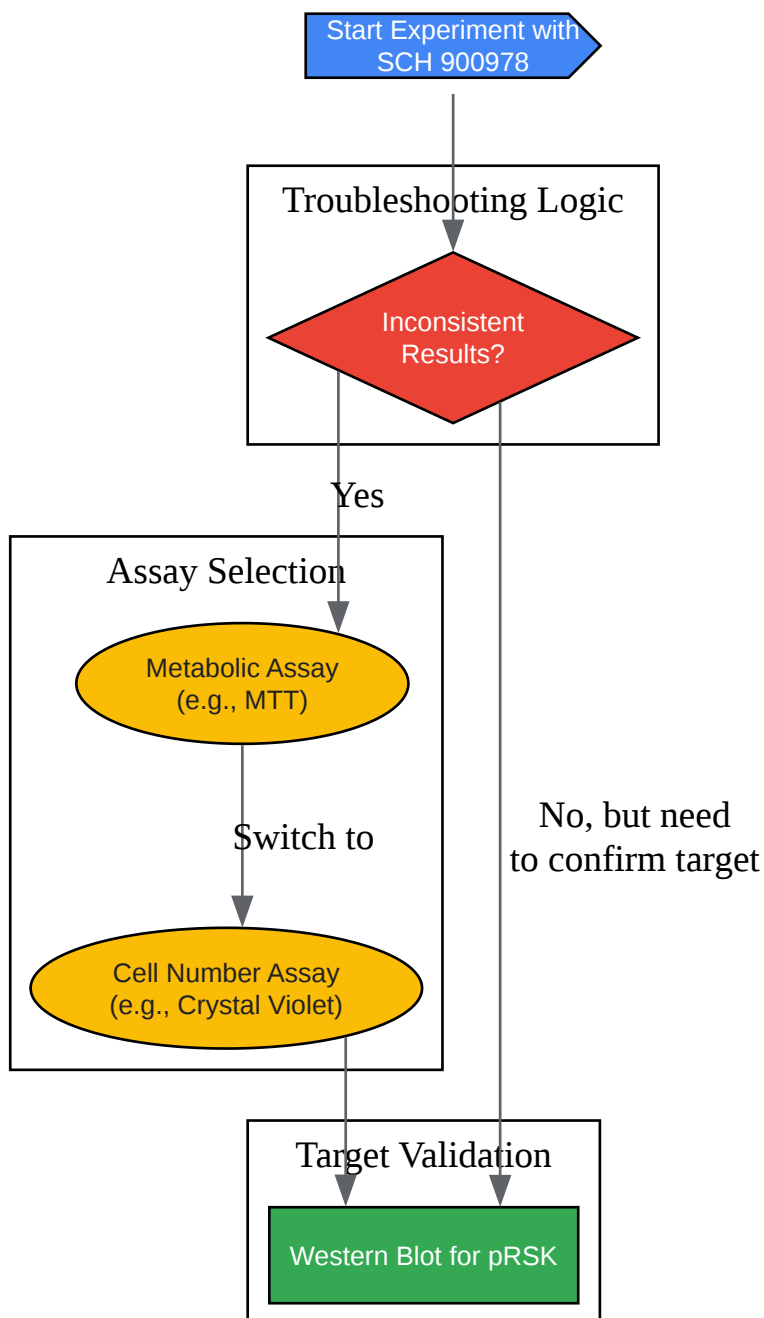 Start Experiment with
SCH 900978
Troubleshooting Logic
Inconsistent
Results?
Yes
Assay Selection
Metabolic Assay
(e.g., MTT)
Switch to
No, but need
to confirm target
Cell Number Assay
(e.g., Crystal Violet)
Target Validation
Western Blot for pRSK